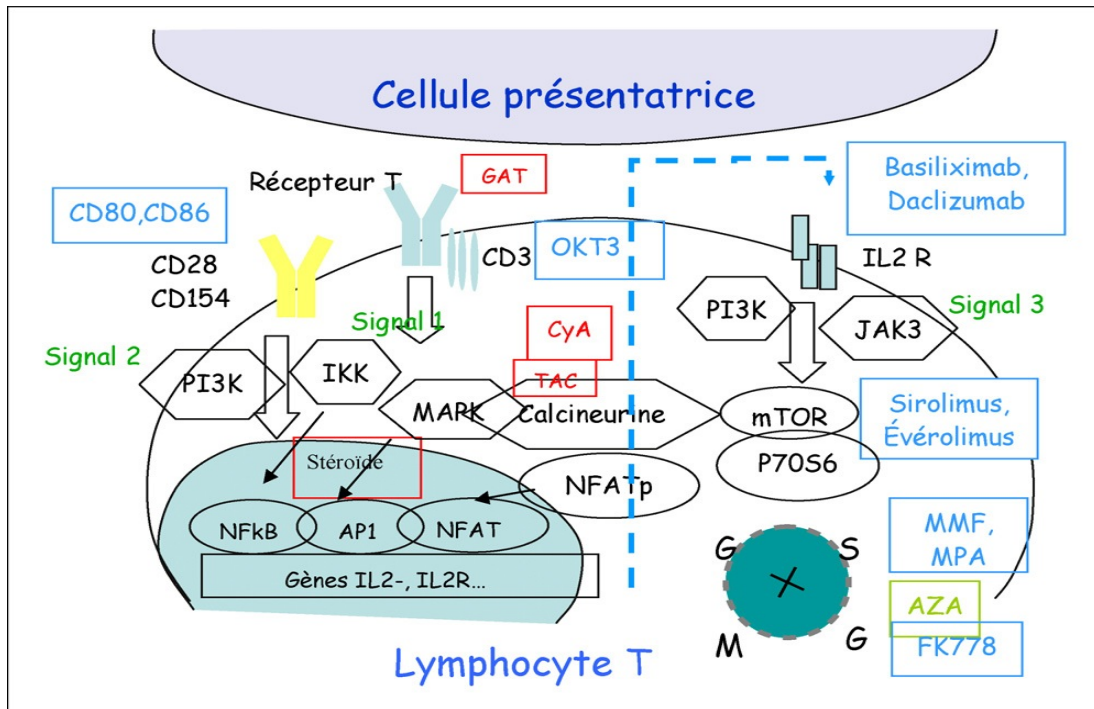 Cellule présentatrice
Récepteur T
GAT
Basiliximab,
Daclizumab
CD80,CD86
CD28
CD154
CD3
OKT3
IL2 R
Signal 1
Signal 2
Signal 3
PI3K
JAK3
CyA
TAC
PI3K
IKK
MAPK
Calcineurine
mTOR
P70S6
Sirolimus,
Évérolimus
Stéroïde
NFATp
NFkB
AP1
NFAT
Gènes IL2-, IL2R...
MMF,
MPA
G
S
M
G
AZA
FK778
Lymphocyte T